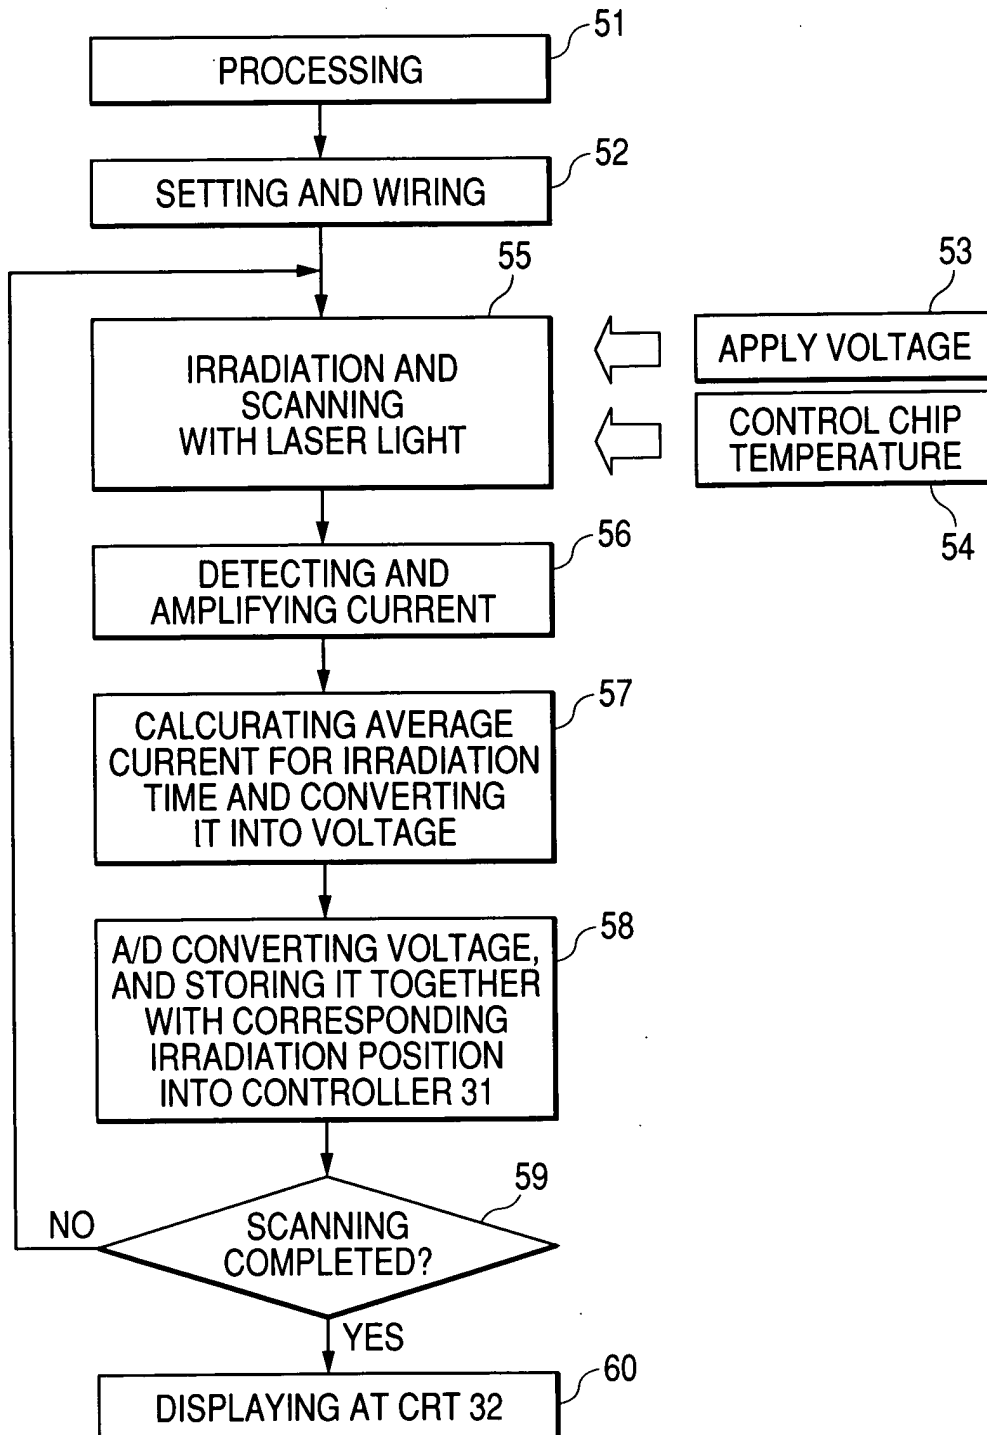 51
PROCESSING
52
SETTING AND WIRING
55
IRRADIATION AND
SCANNING
WITH LASER LIGHT
53
APPLY VOLTAGE
CONTROL CHIP
TEMPERATURE
54
56
DETECTING AND
AMPLIFYING CURRENT
57
CALCURATING AVERAGE
CURRENT FOR IRRADIATION
TIME AND CONVERTING
IT INTO VOLTAGE
58
A/D CONVERTING VOLTAGE,
AND STORING IT TOGETHER
WITH CORRESPONDING
IRRADIATION POSITION
INTO CONTROLLER 31
59
SCANNING
COMPLETED?
NO
YES
60
DISPLAYING AT CRT 32